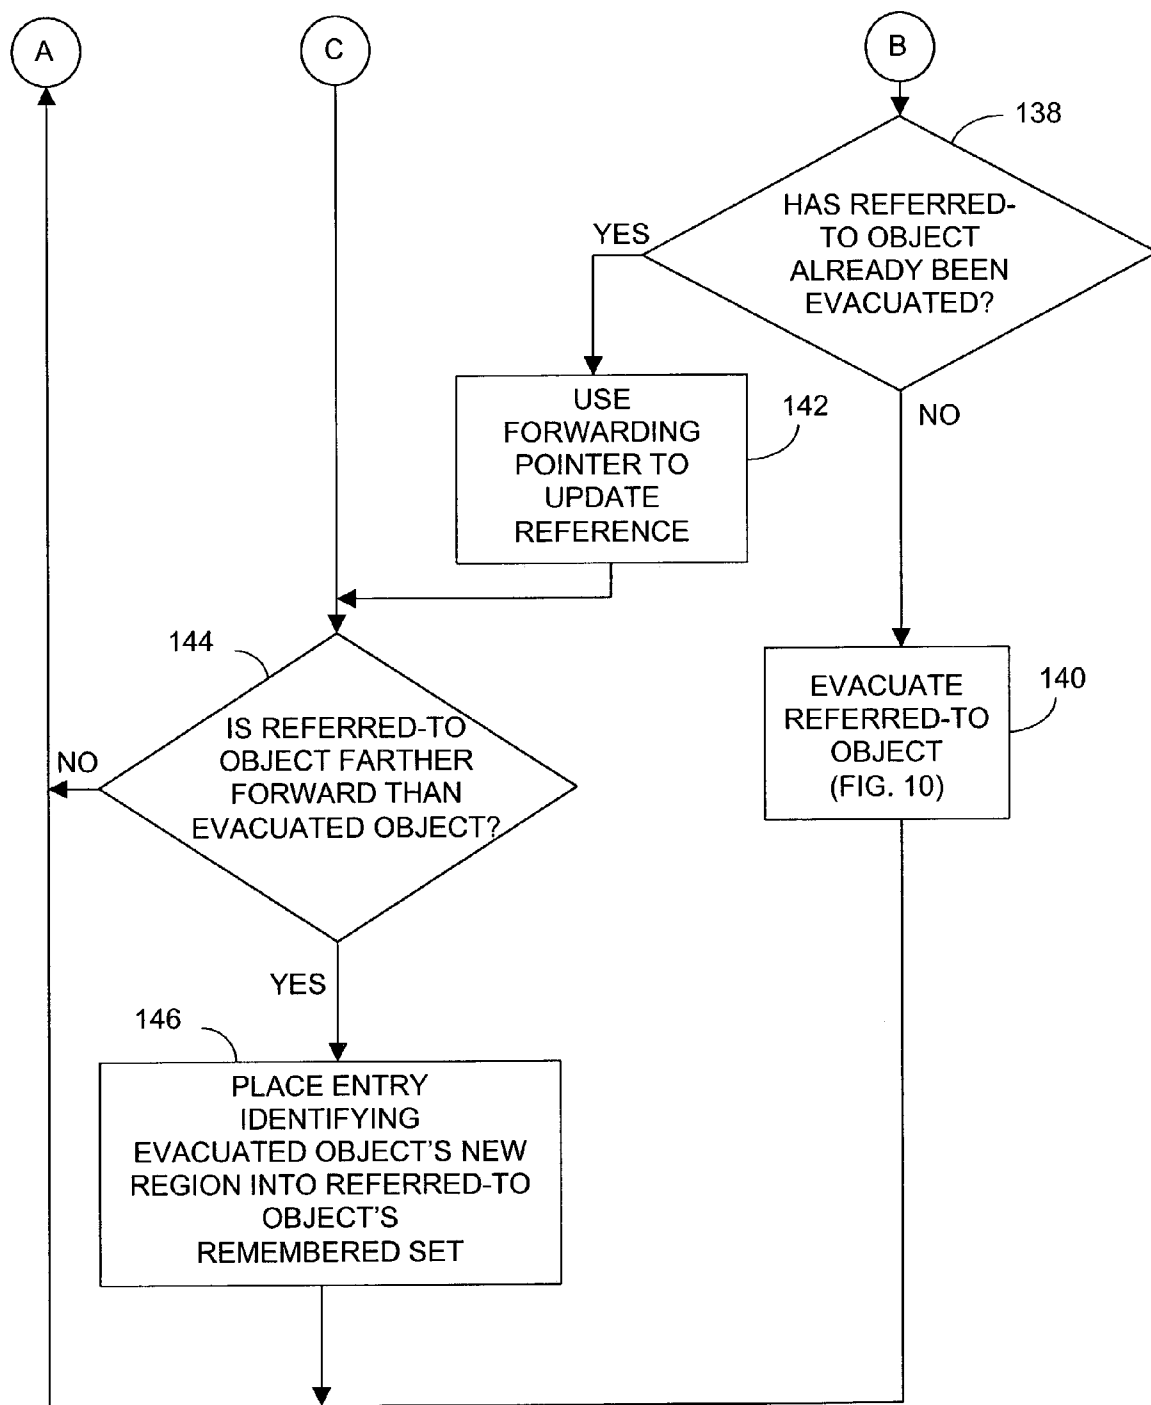 A
C
B
138
HAS REFERRED-
TO OBJECT
ALREADY BEEN
EVACUATED?
YES
NO
USE
FORWARDING
POINTER TO
UPDATE
REFERENCE
142
144
IS REFERRED-TO
OBJECT FARTHER
FORWARD THAN
EVACUATED OBJECT?
NO
YES
EVACUATE
REFERRED-TO
OBJECT
(FIG. 10)
140
146
PLACE ENTRY
IDENTIFYING
EVACUATED OBJECT'S NEW
REGION INTO REFERRED-TO
OBJECT'S
REMEMBERED SET